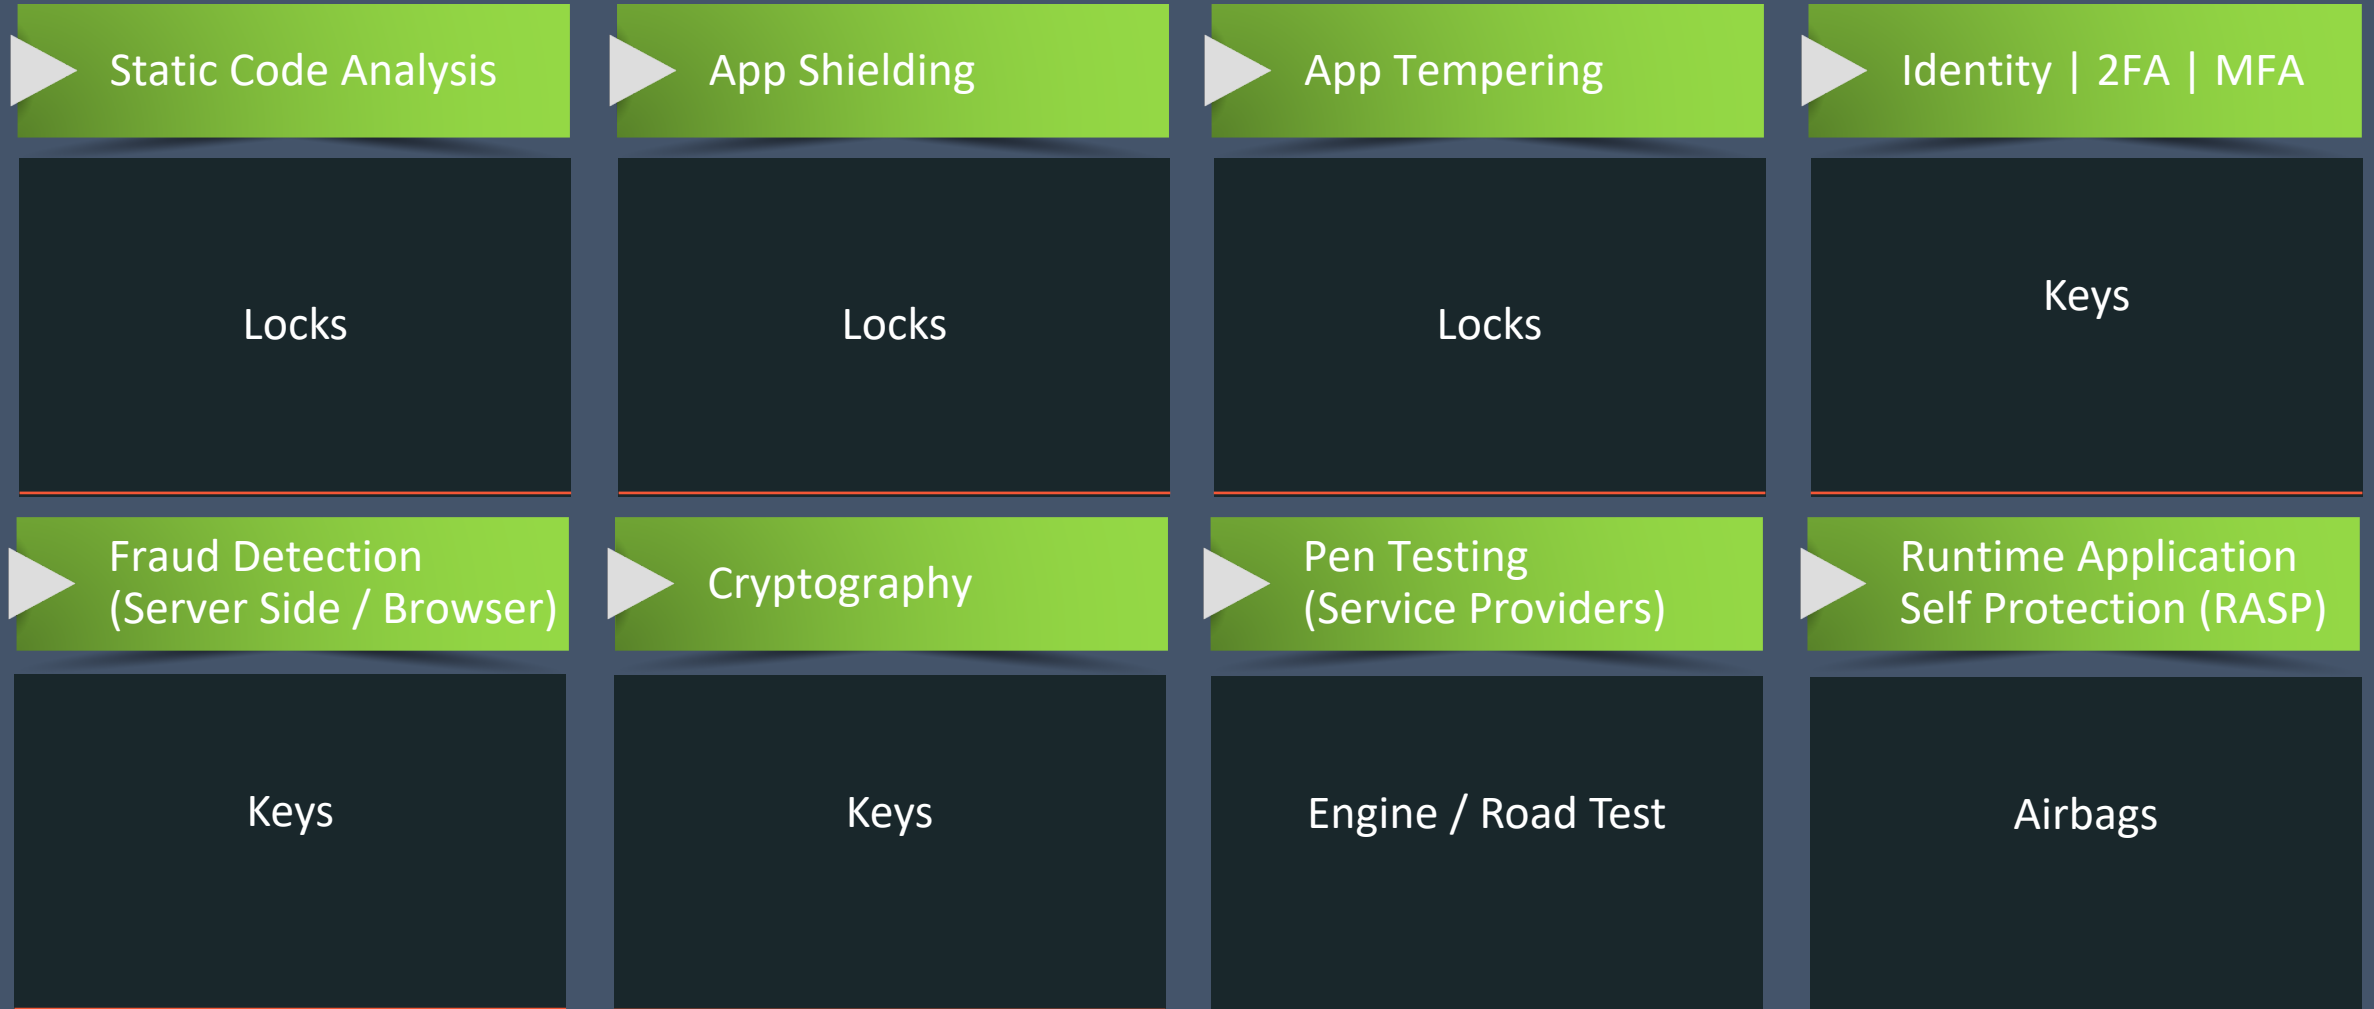 Static Code Analysis
App Shielding
App Tempering
Identity | 2FA | MFA
Locks
Locks
Locks
Keys
Fraud Detection
(Server Side / Browser)
Cryptography
Pen Testing
(Service Providers)
Runtime Application
Self Protection (RASP)
Keys
Keys
Engine / Road Test
Airbags